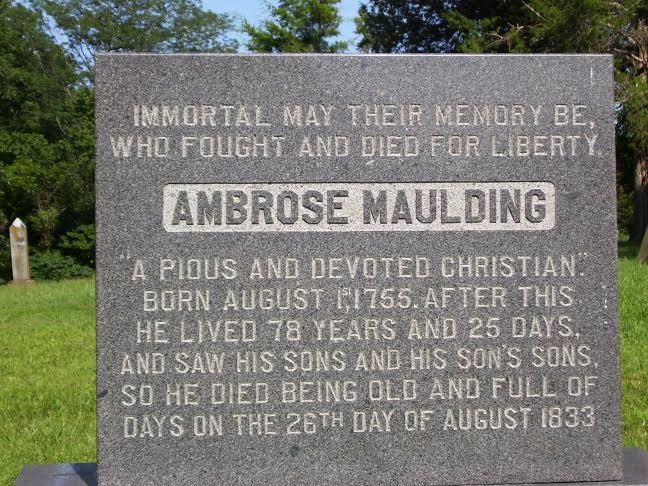 IMMORTAL MAY THEIR MEMORY BE,
WHO FOUGHT AND DIED FOR LIBERTY.
AMBROSE MAULDING
"A PIOUS AND DEVOTED CHRISTIAN."
BORN AUGUST 1ST, 1755. AFTER THIS
HE LIVED 78 YEARS AND 25 DAYS,
AND SAW HIS SONS AND HIS SON'S SONS,
SO HE DIED BEING OLD AND FULL OF
DAYS ON THE 26TH DAY OF AUGUST 1833